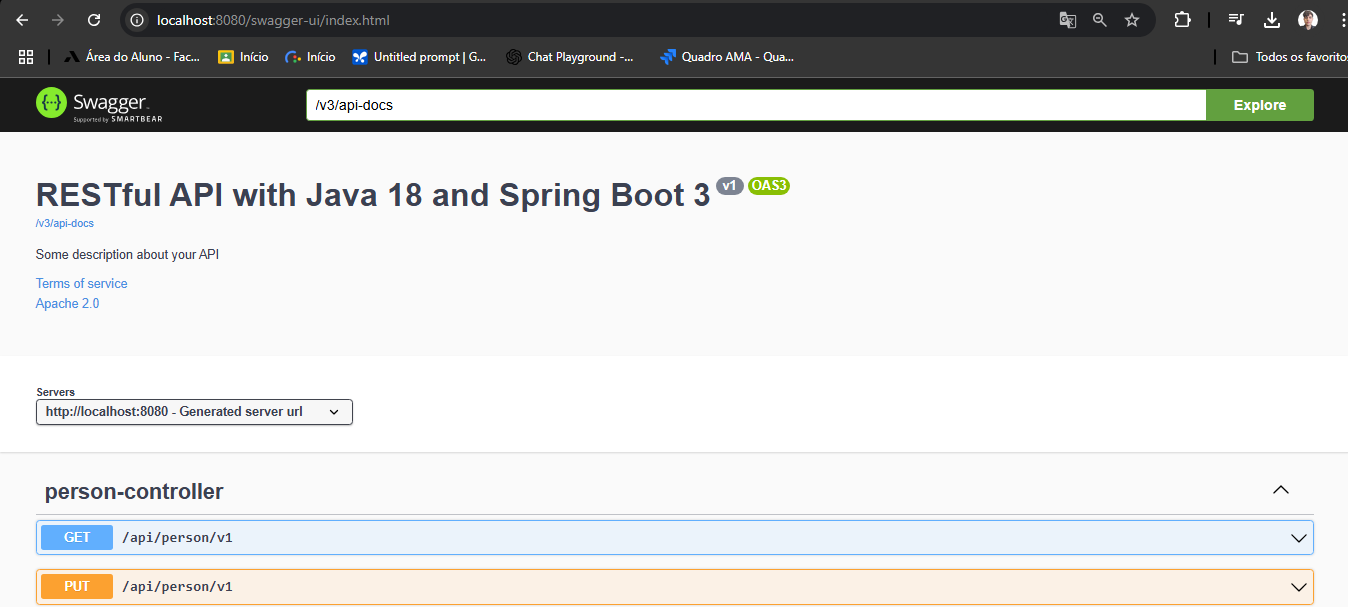 localhost:8080/swagger-ui/index.html
Área do Aluno - Fac... Início Início Untitled prompt | G... Chat Playground -... Quadro AMA - Qua... Todos os favoritos
Swagger
Supported by SMARTBEAR
/v3/api-docs Explore
RESTful API with Java 18 and Spring Boot 3 v1 OAS3
/v3/api-docs
Some description about your API
Terms of service
Apache 2.0
Servers
http://localhost:8080 - Generated server url
person-controller
GET /api/person/v1
PUT /api/person/v1